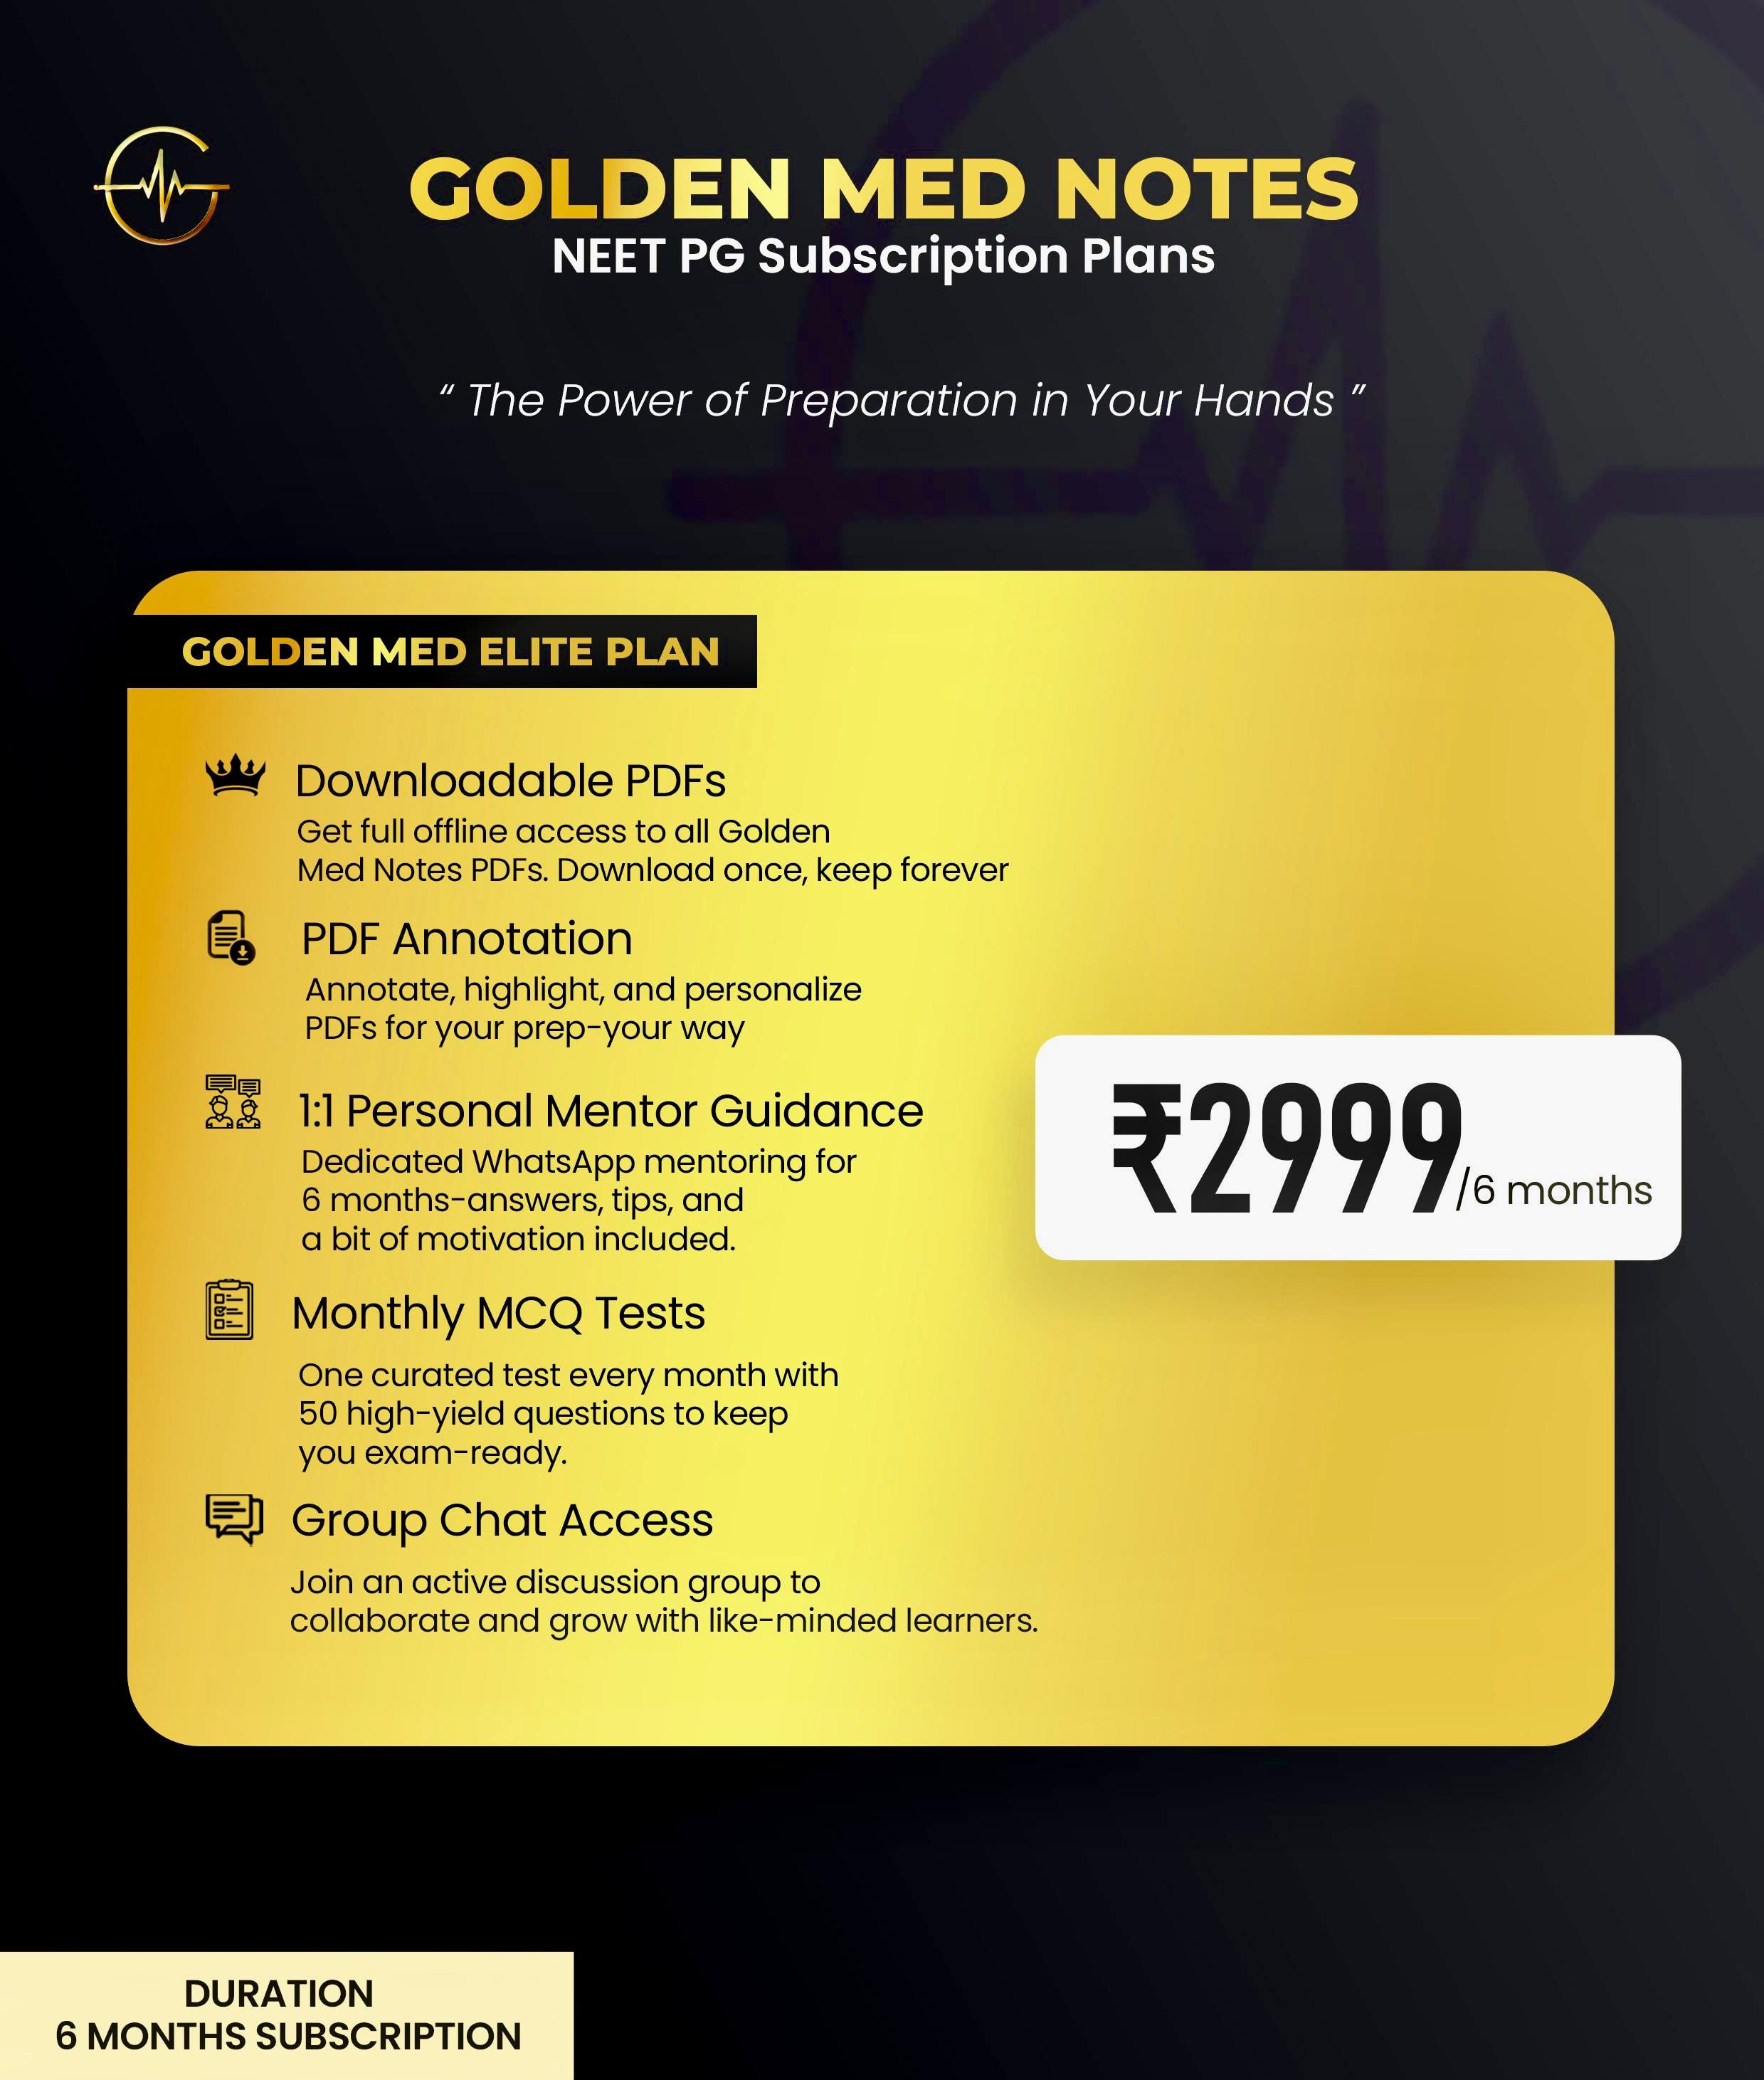 GOLDEN MED NOTES
NEET PG Subscription Plans
“ The Power of Preparation in Your Hands ”
GOLDEN MED ELITE PLAN
Downloadable PDFs
Get full offline access to all Golden
Med Notes PDFs. Download once, keep forever
PDF Annotation
Annotate, highlight, and personalize
PDFs for your prep-your way
1:1 Personal Mentor Guidance
Dedicated WhatsApp mentoring for
6 months-answers, tips, and
a bit of motivation included.
₹2999/6 months
Monthly MCQ Tests
One curated test every month with
50 high-yield questions to keep
you exam-ready.
Group Chat Access
Join an active discussion group to
collaborate and grow with like-minded learners.
DURATION
6 MONTHS SUBSCRIPTION